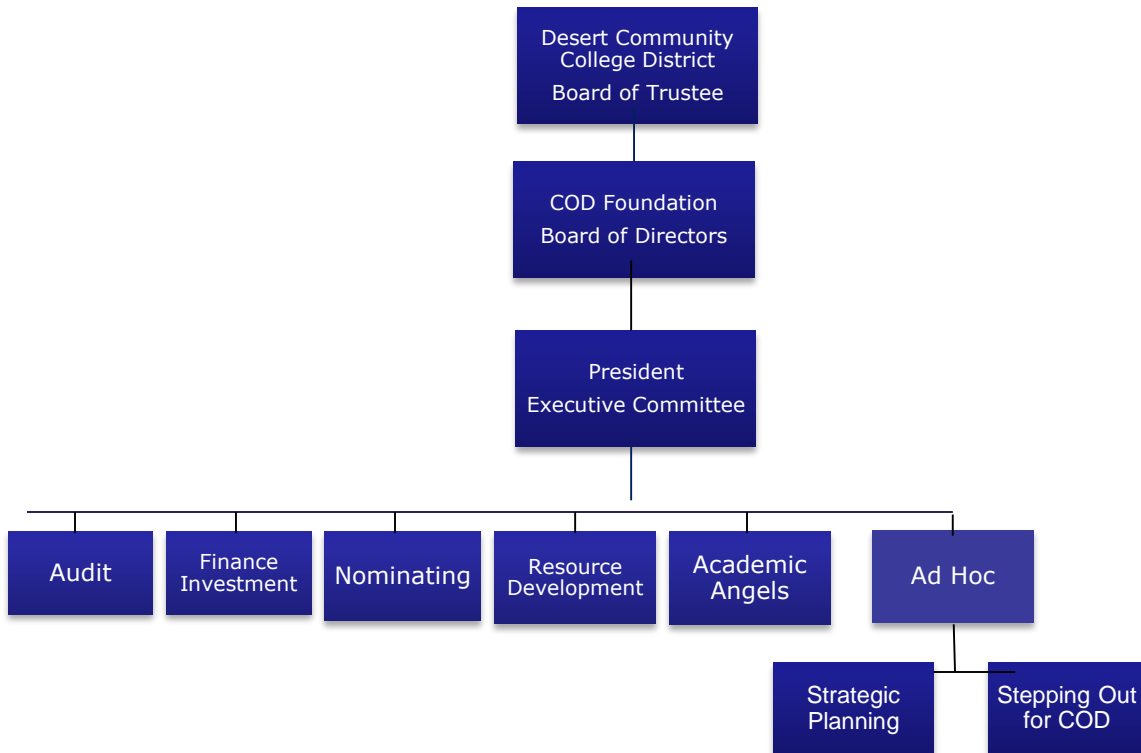 Desert Community
College District
Board of Trustee
COD Foundation
Board of Directors
President
Executive Committee
Audit
Finance
Investment
Nominating
Resource
Development
Academic
Angels
Ad Hoc
Strategic
Planning
Stepping Out
for COD